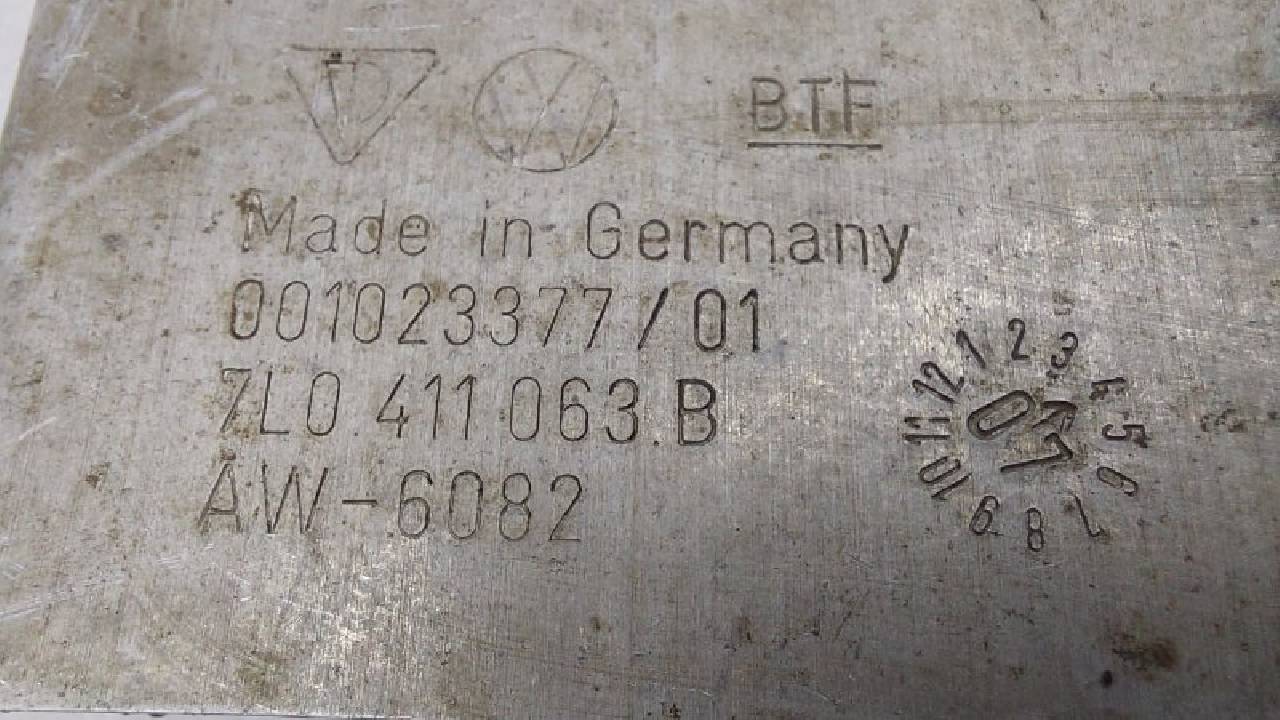 BTF
Made in Germany
001023377/01
7L0.411.063.B
AW-6082
1 2 3 4 5 6 7 8 9 10 11 12